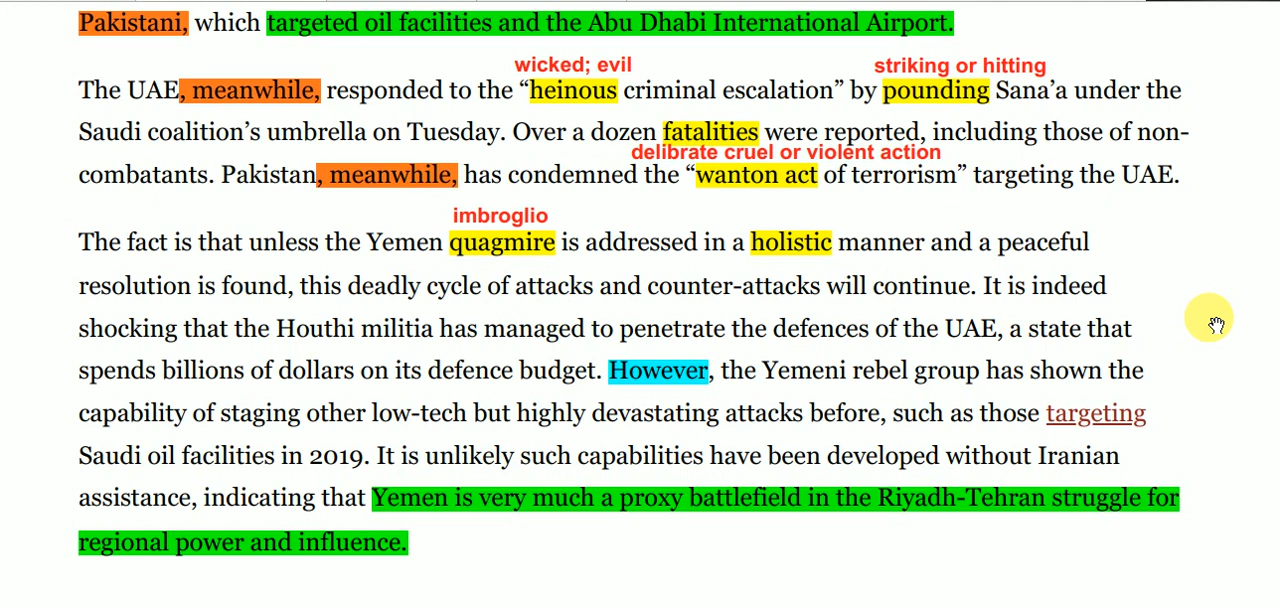 Pakistani, which targeted oil facilities and the Abu Dhabi International Airport.
wicked; evil striking or hitting
The UAE, meanwhile, responded to the “heinous criminal escalation” by pounding Sana’a under the
Saudi coalition’s umbrella on Tuesday. Over a dozen fatalities were reported, including those of non-
delibrate cruel or violent action
combatants. Pakistan, meanwhile, has condemned the “wanton act of terrorism” targeting the UAE.
imbroglio
The fact is that unless the Yemen quagmire is addressed in a holistic manner and a peaceful
resolution is found, this deadly cycle of attacks and counter-attacks will continue. It is indeed
shocking that the Houthi militia has managed to penetrate the defences of the UAE, a state that
spends billions of dollars on its defence budget. However, the Yemeni rebel group has shown the
capability of staging other low-tech but highly devastating attacks before, such as those targeting
Saudi oil facilities in 2019. It is unlikely such capabilities have been developed without Iranian
assistance, indicating that Yemen is very much a proxy battlefield in the Riyadh-Tehran struggle for
regional power and influence.